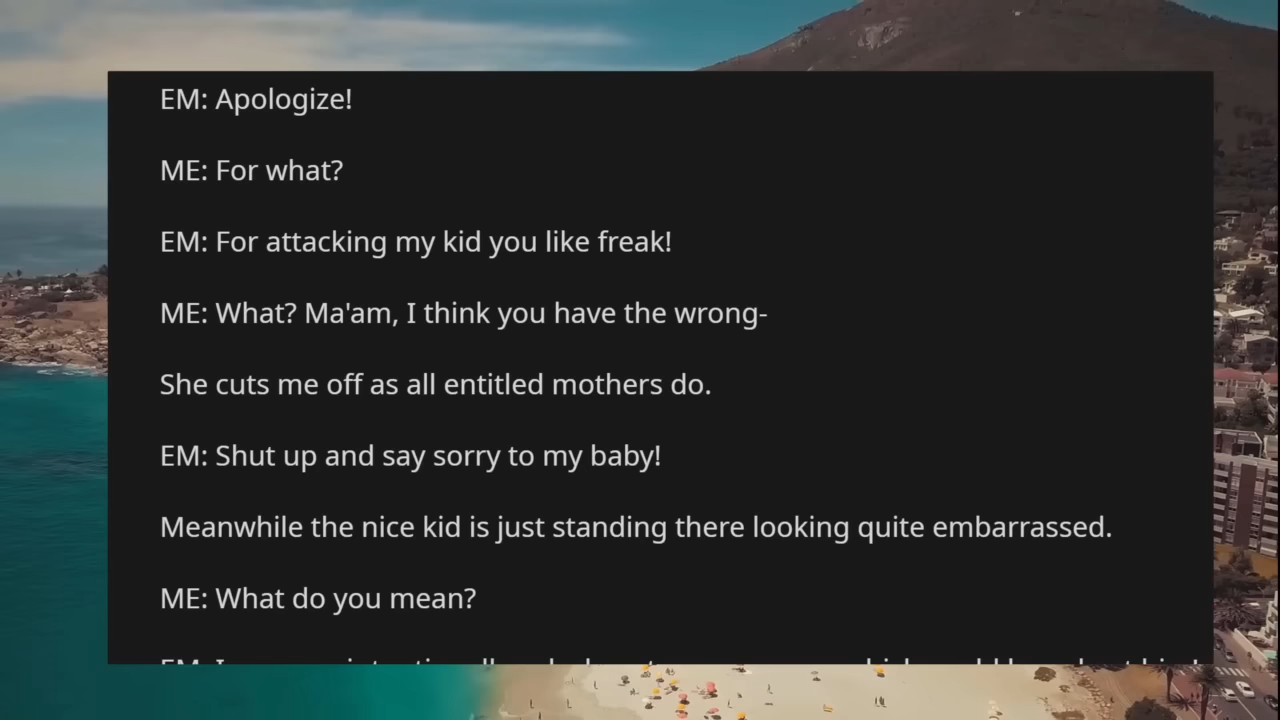 EM: Apologize!
ME: For what?
EM: For attacking my kid you like freak!
ME: What? Ma'am, I think you have the wrong-
She cuts me off as all entitled mothers do.
EM: Shut up and say sorry to my baby!
Meanwhile the nice kid is just standing there looking quite embarrassed.
ME: What do you mean?
EM: I